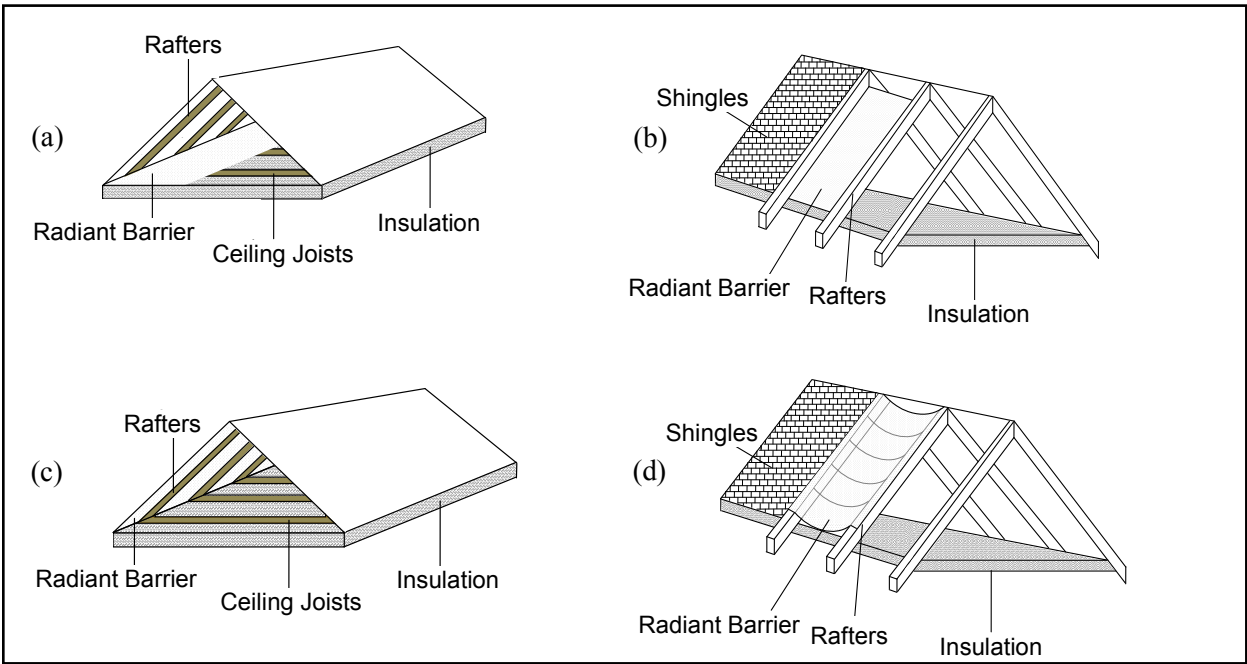 (a)
Rafters
Radiant Barrier
Ceiling Joists
Insulation
(b)
Shingles
Radiant Barrier
Rafters
Insulation
(c)
Rafters
Radiant Barrier
Ceiling Joists
Insulation
(d)
Shingles
Radiant Barrier
Rafters
Insulation